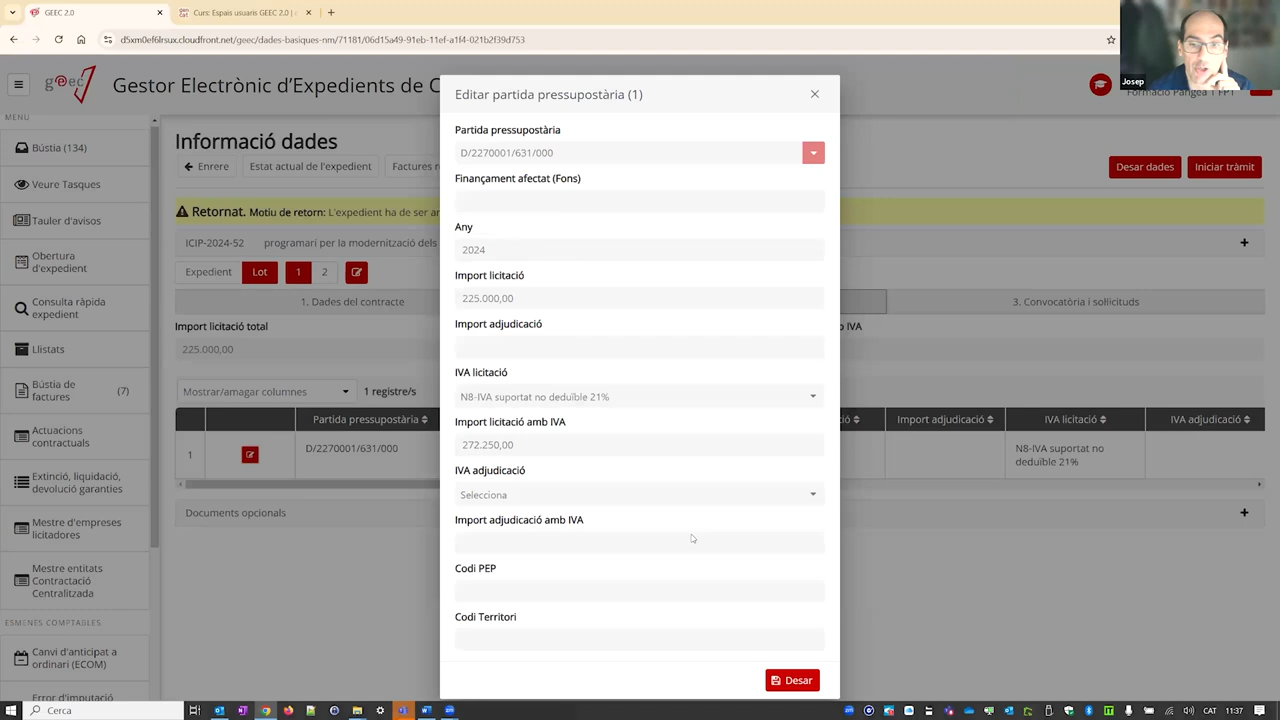 GEEC 2.0
Curs: Espais usuaris GEEC 2.0 |
d5xm0ef6lrsux.cloudfront.net/geec/dades-basiques-nm/71181/06d15a49-91eb-11ef-a1f4-021b2f39d753
Josep
geec
Gestor Electrònic d'Expedients de C
Formació Pangea 1 FP1
MENÚ
Bústia (134)
Veure Tasques
Tauler d'avisos
Obertura
d'expedient
Consulta ràpida
expedient
Llistats
Bústia de
factures
(7)
Actuacions
contractuals
Extinció, liquidació,
devolució garanties
Mestre d'empreses
licitadores
Mestre entitats
Contractació
Centralitzada
ESMENES COMPTABLES
Canvi d'anticipat a
ordinari (ECOM)
Error d'imputació
Informació dades
Enrere
Estat actual de l'expedient
Factures r
Desar dades
Iniciar tràmit
Retornat. Motiu de retorn: L'expedient ha de ser ar
ICIP-2024-52 programari per la modernització dels
Expedient
Lot
1
2
1. Dades del contracte
3. Convocatòria i sol·licituds
Import licitació total
b IVA
225.000,00
Mostrar/amagar columnes
1 registre/s
Partida pressupostària
ió
Import adjudicació
IVA licitació
IVA adjudicació
1
D/2270001/631/000
N8-IVA suportat no
deduïble 21%
Documents opcionals
Editar partida pressupostària (1)
Partida pressupostària
D/2270001/631/000
Finançament afectat (Fons)
Any
2024
Import licitació
225.000,00
Import adjudicació
IVA licitació
N8-IVA suportat no deduïble 21%
Import licitació amb IVA
272.250,00
IVA adjudicació
Selecciona
Import adjudicació amb IVA
Codi PEP
Codi Territori
Desar
Cerca
CAT
11:37